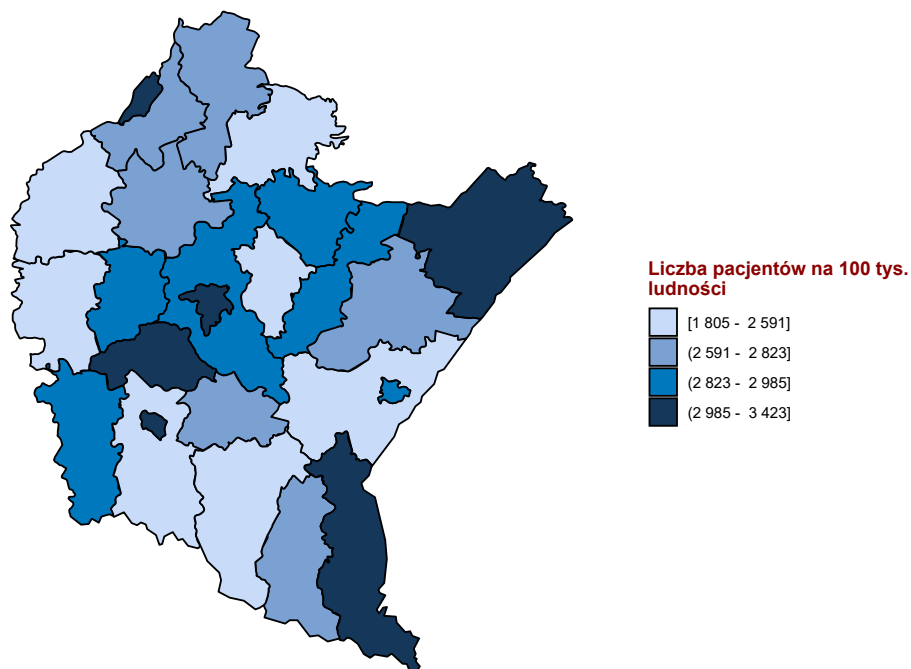 Liczba pacjentów na 100 tys.
ludności
[1 805 - 2 591]
(2 591 - 2 823]
(2 823 - 2 985]
(2 985 - 3 423]